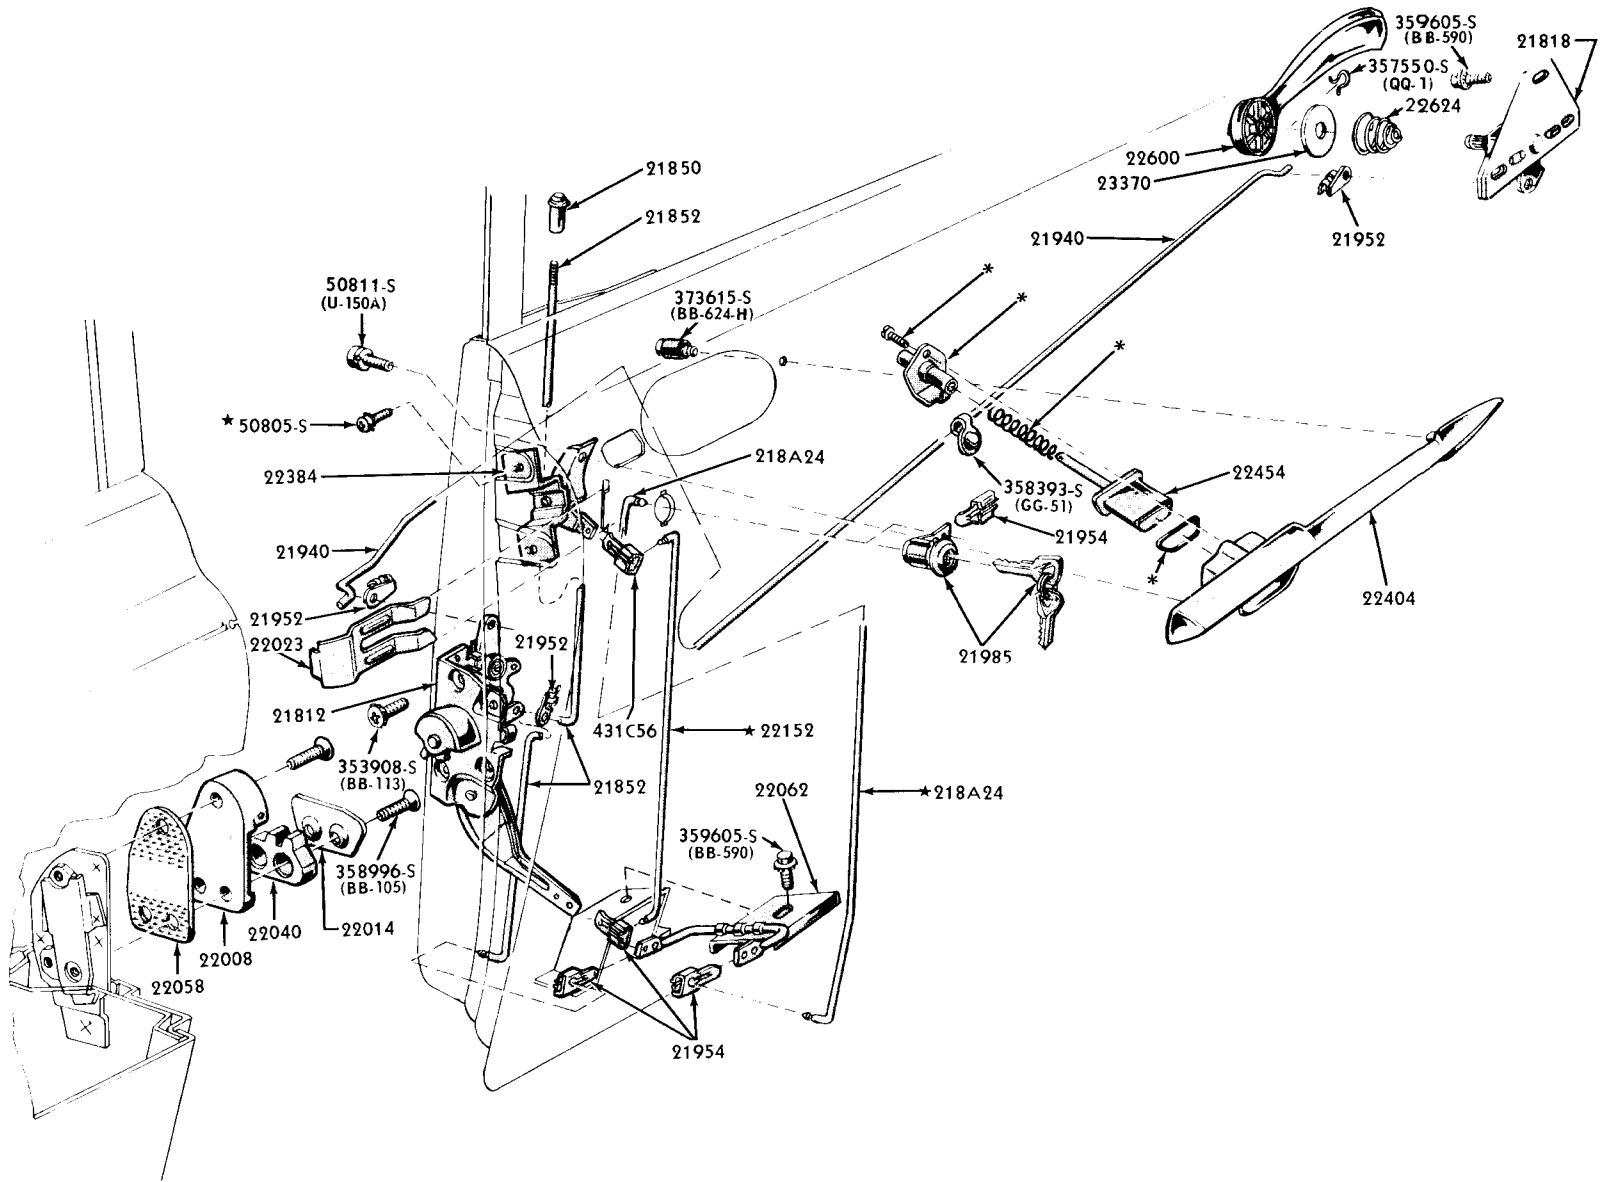 359605-S
(BB-590)
21818
357550-S
(QQ-1)
22624
22600
23370
21952
21850
21852
21940
50811-S
(U-150A)
373615-S
(BB-624-H)
*
*
*
★ 50805-S
218A24
22384
22454
358393-S
(GG-51)
21954
21940
*
22404
21952
22023
21952
21985
21812
431C56
★ 22152
353908-S
(BB-113)
21852
22062
★ 218A24
359605-S
(BB-590)
358996-S
(BB-105)
22014
22040
22008
22058
21954